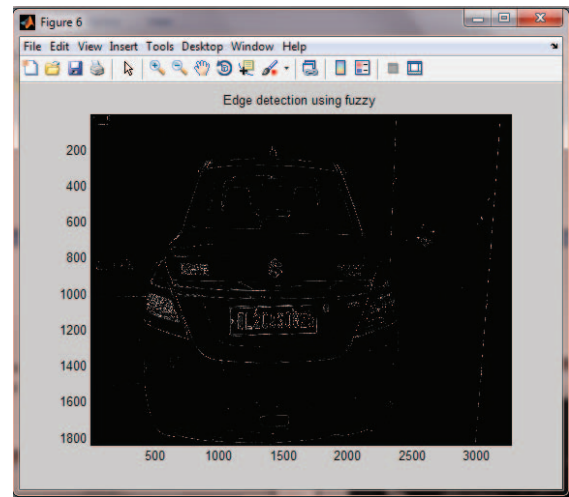 Figure 6
File Edit View Insert Tools Desktop Window Help
Edge detection using fuzzy
200
400
600
800
1000
1200
1400
1600
1800
500 1000 1500 2000 2500 3000